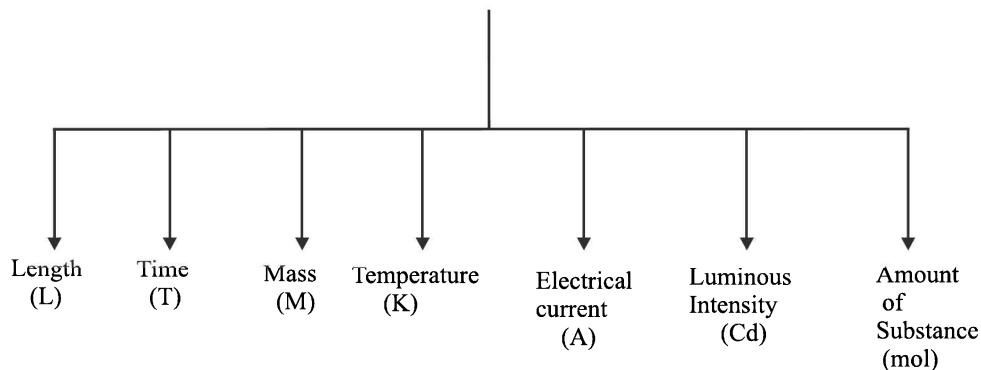 Length
(L)
Time
(T)
Mass
(M)
Temperature
(K)
Electrical
current
(A)
Luminous
Intensity
(Cd)
Amount
of
Substance
(mol)